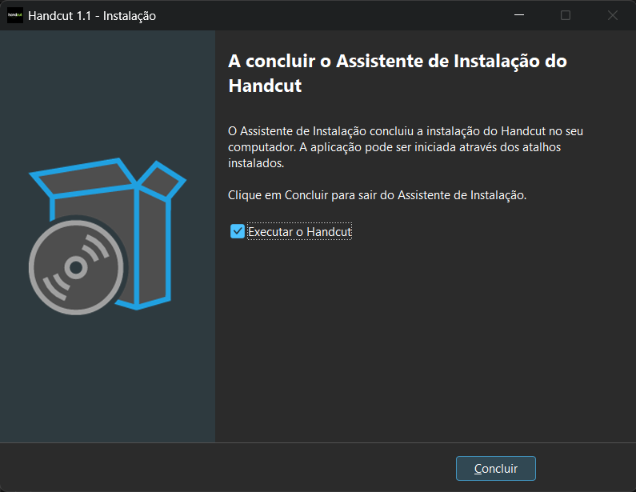 Handcut 1.1 - Instalação
A concluir o Assistente de Instalação do
Handcut
O Assistente de Instalação concluiu a instalação do Handcut no seu
computador. A aplicação pode ser iniciada através dos atalhos
instalados.
Clique em Concluir para sair do Assistente de Instalação.
Executar o Handcut
Concluir